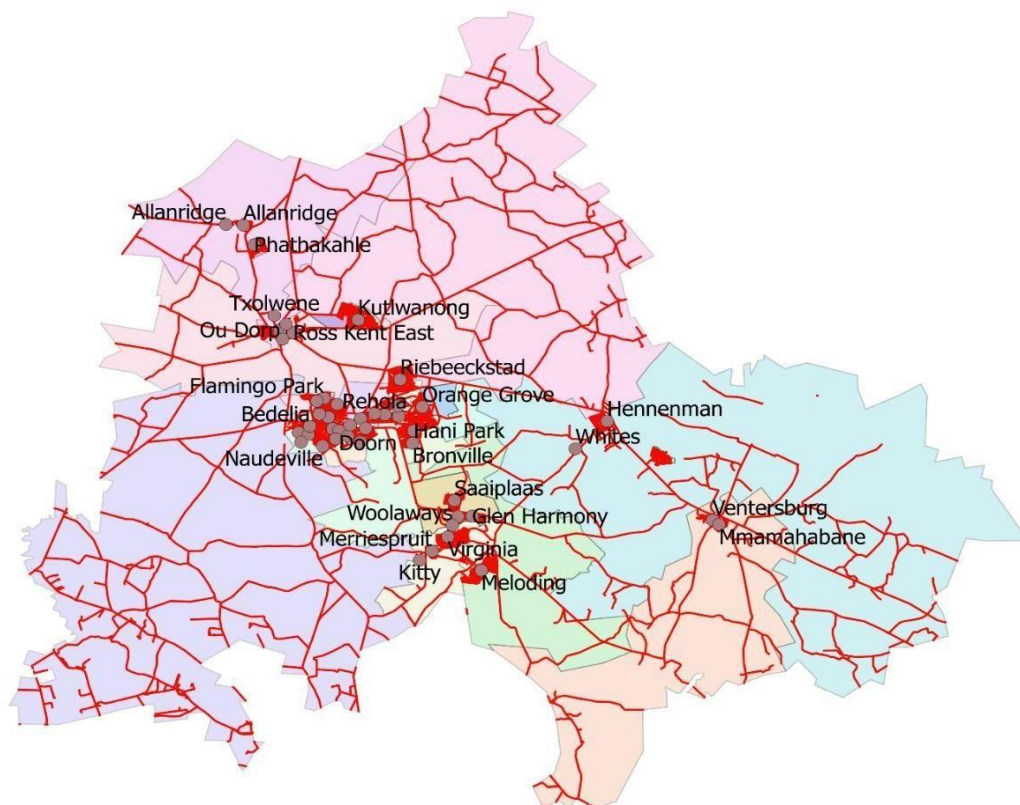 Allanridge
Allanridge
Phathakahle
Txolwene
Kutlwanong
Ou Dorp
Ross Kent East
Riebeeckstad
Flamingo Park
Rehola
Orange Grove
Bedelia
Hennenman
Doorn
Hani Park
Whites
Naudeville
Bronville
Saaiplaas
Woolaways
Glen Harmony
Ventersburg
Merriespruit
Virginia
Mmamahabane
Kitty
Meloding